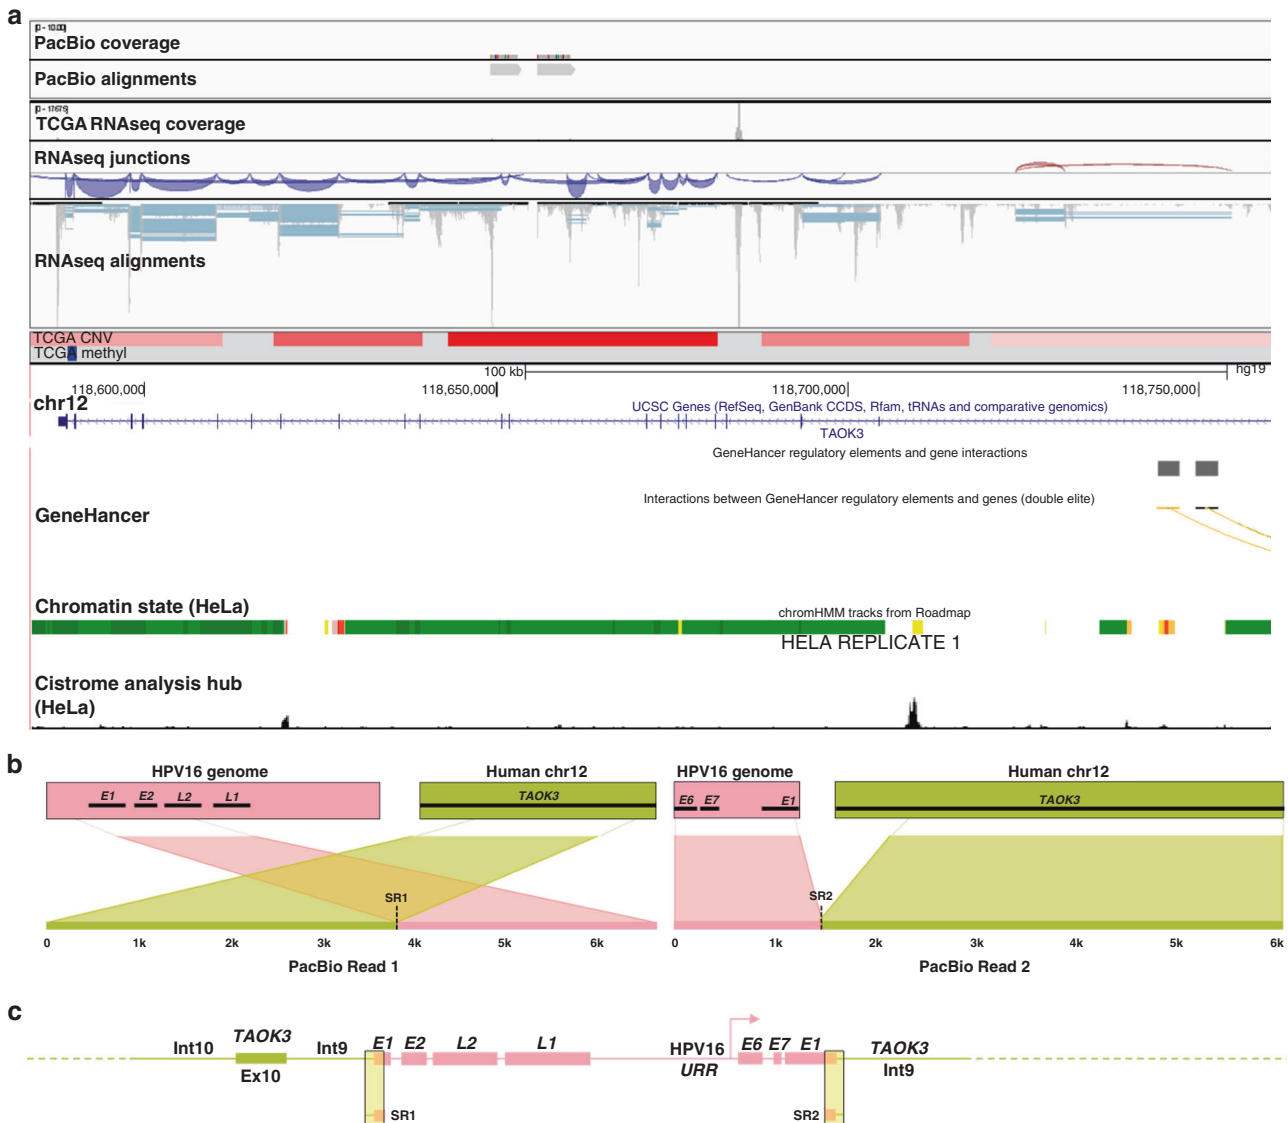 a
PacBio coverage
PacBio alignments
TCGA RNAseq coverage
RNAseq junctions
RNAseq alignments
TCGA CNV
TCGA methyl
100 kb
hg19
118,600,000
118,650,000
118,700,000
118,750,000
chr12
UCSC Genes (RefSeq, GenBank CCDS, Rfam, tRNAs and comparative genomics)
TAOK3
GeneHancer regulatory elements and gene interactions
Interactions between GeneHancer regulatory elements and genes (double elite)
GeneHancer
Chromatin state (HeLa)
chromHMM tracks from Roadmap
HELA REPLICATE 1
Cistrome analysis hub
(HeLa)
b
HPV16 genome
Human chr12
HPV16 genome
Human chr12
E1 E2 L2 L1
TAOK3
E6 E7 E1
TAOK3
SR1
SR2
0 1k 2k 3k 4k 5k 6k
0 1k 2k 3k 4k 5k 6k
PacBio Read 1
PacBio Read 2
c
Int10
TAOK3
Ex10
Int9
E1 E2 L2 L1
HPV16
URR
E6 E7 E1
TAOK3
Int9
SR1
SR2